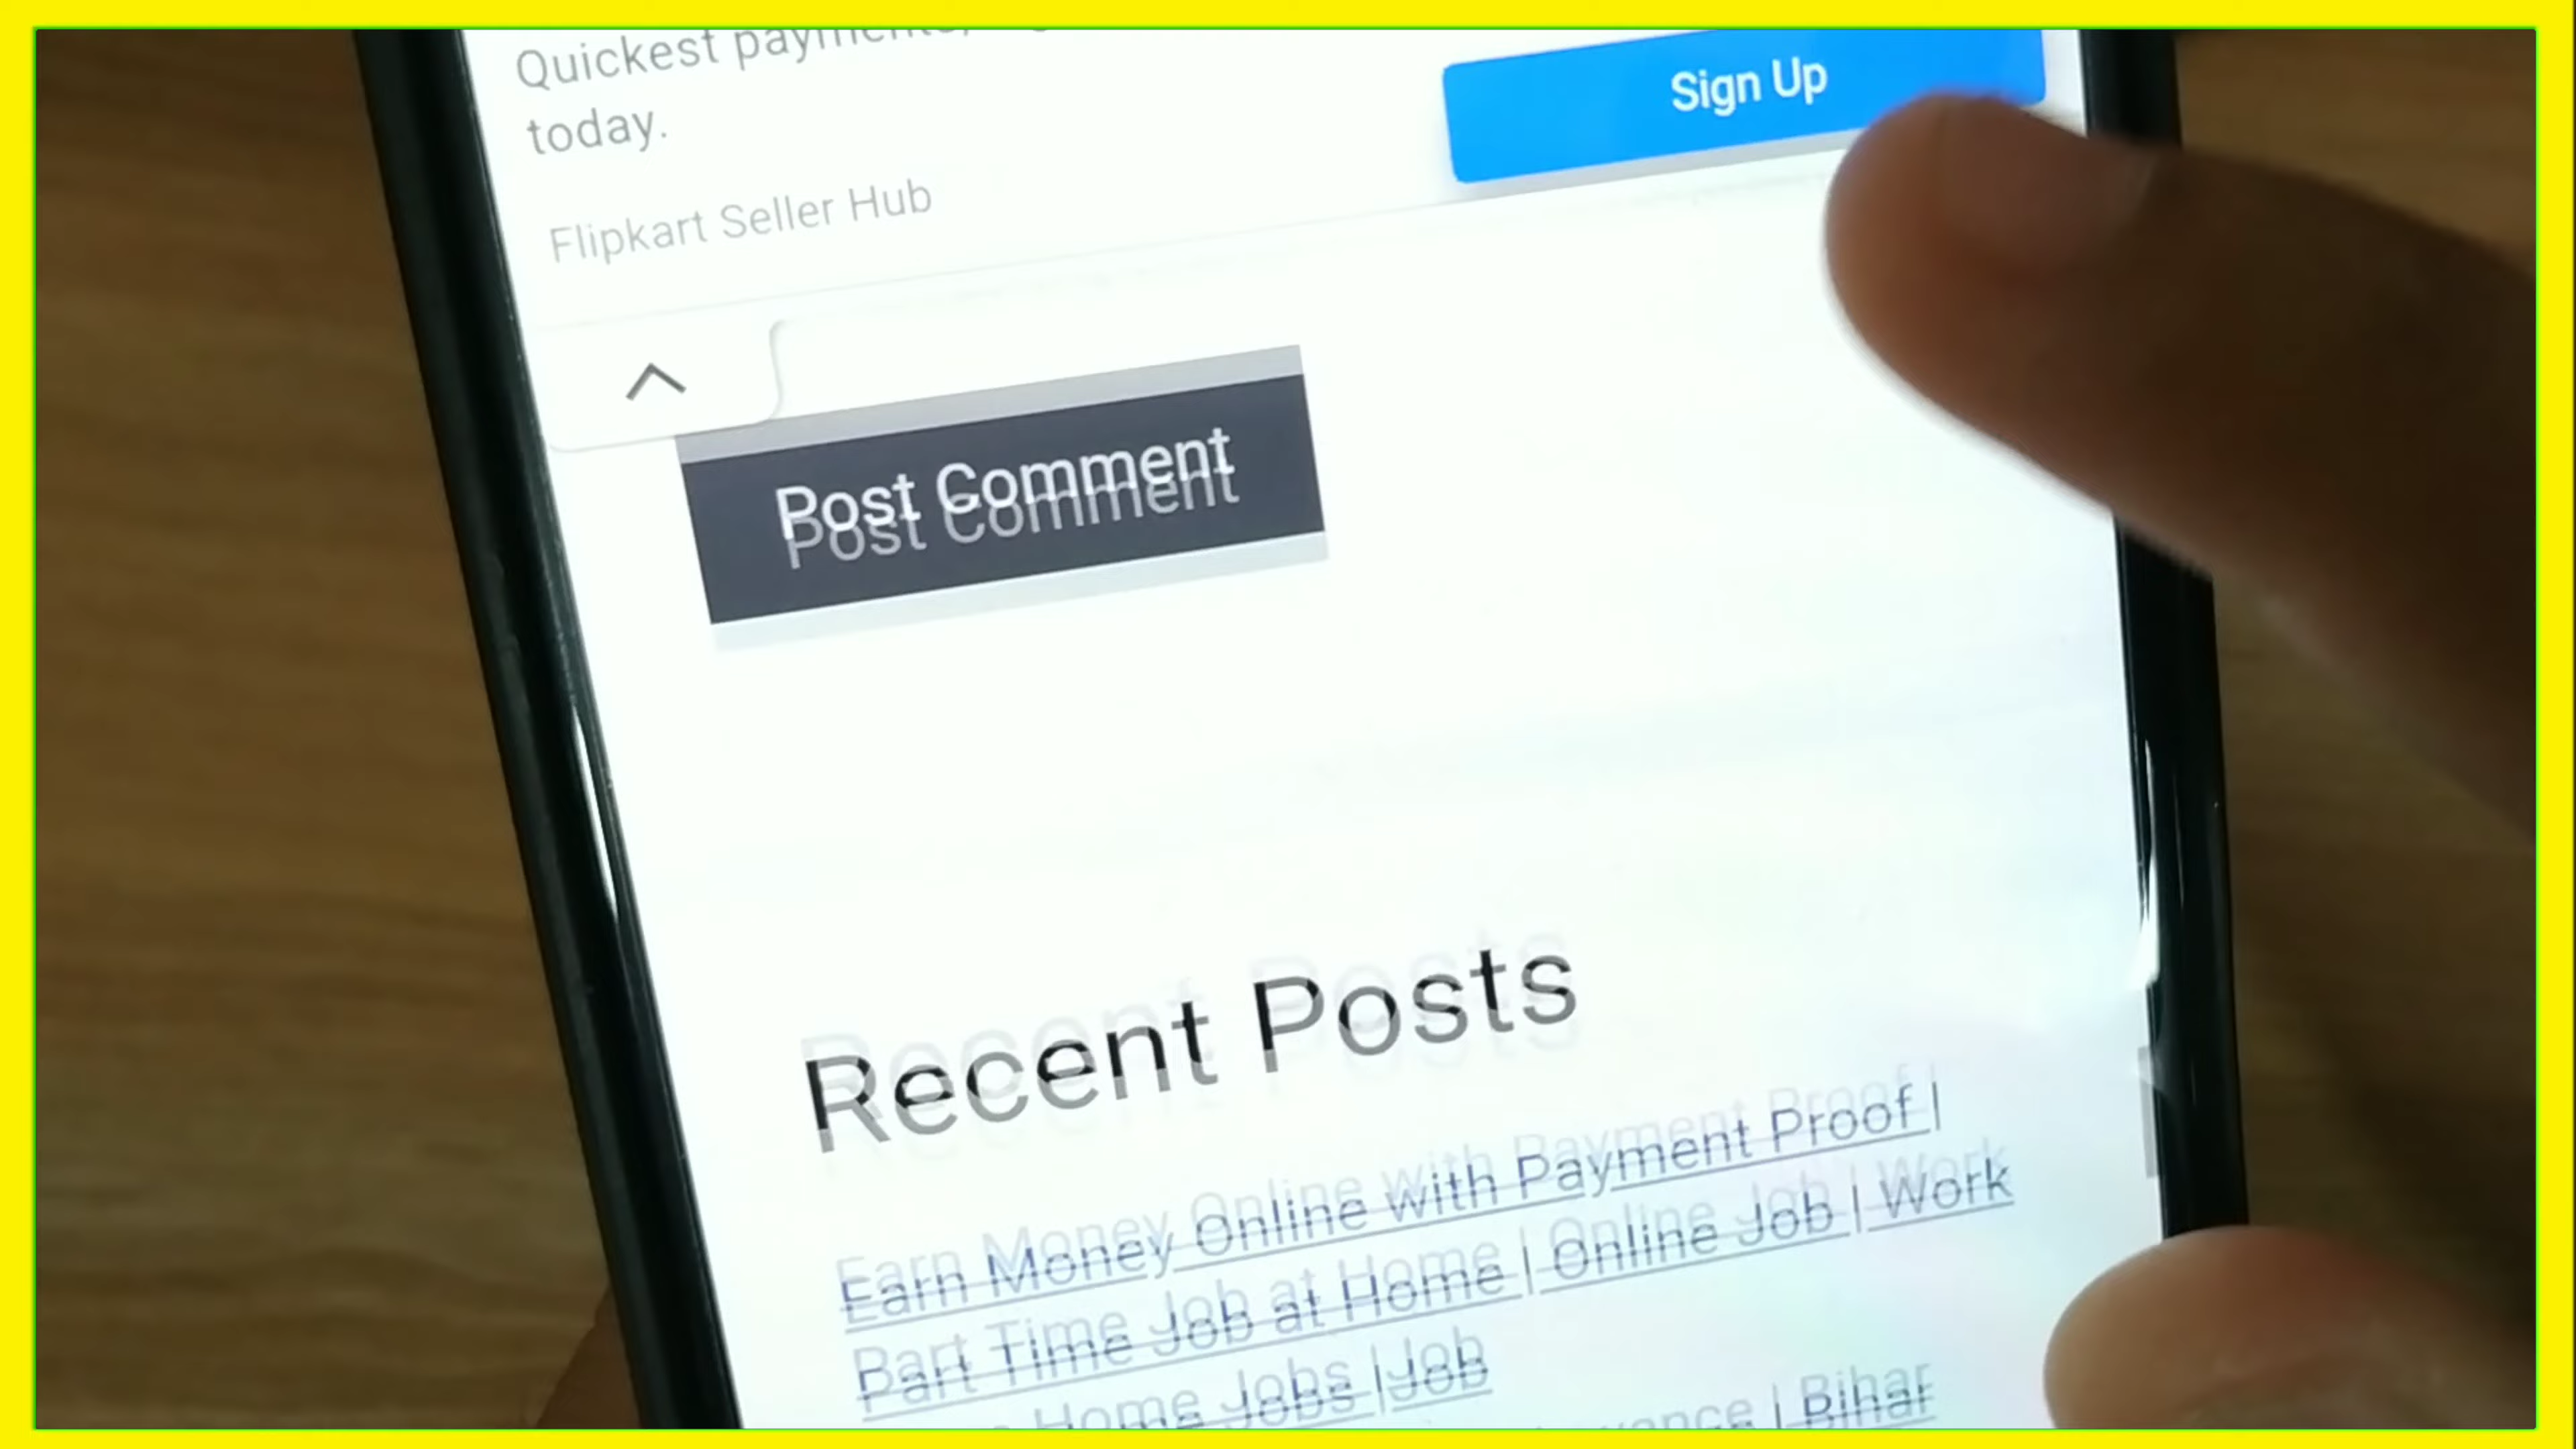 Quickest payments,
today.
Sign Up
Flipkart Seller Hub
Post Comment
Recent Posts
Earn Money Online with Payment Proof |
Part Time Job at Home | Online Job | Work
Home Jobs |Job
| Bihar